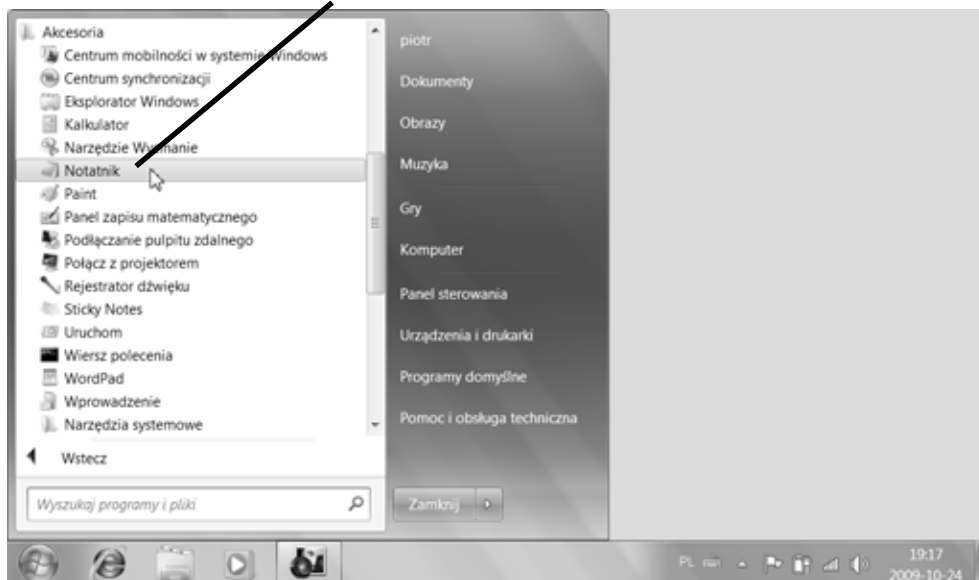 Akcesoria
Centrum mobilności w systemie Windows
Centrum synchronizacji
Eksplorator Windows
Kalkulator
Narzędzie Wycinanie
Notatnik
Paint
Panel zapisu matematycznego
Podłączanie pulpitu zdalnego
Połącz z projektorem
Rejestrator dźwięku
Sticky Notes
Uruchom
Wiersz polecenia
WordPad
Wprowadzenie
Narzędzia systemowe
Wstecz
Wyszukaj programy i pliki
piotr
Dokumenty
Obrazy
Muzyka
Gry
Komputer
Panel sterowania
Urządzenia i drukarki
Programy domyślne
Pomoc i obsługa techniczna
Zamknij
PL
19:17
2009-10-24